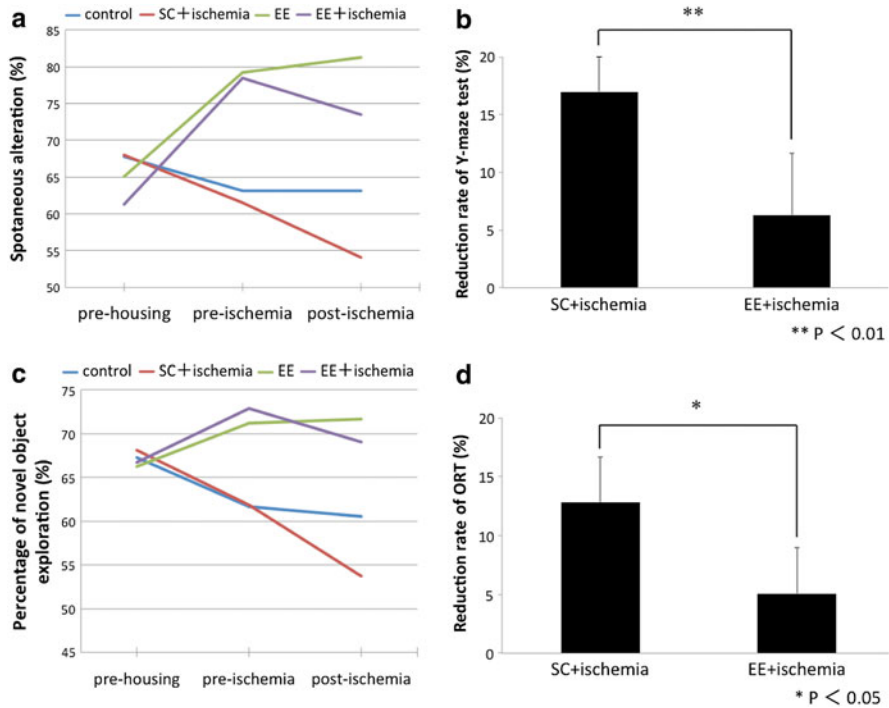 a
control SC+ischemia EE EE+ischemia
Spotaneous alteration (%)
85
80
75
70
65
60
55
50
pre-housing pre-ischemia post-ischemia
b
**
Reduction rate of Y-maze test (%)
20
15
10
5
0
SC+ischemia EE+ischemia
** P < 0.01
c
control SC+ischemia EE EE+ischemia
Percentage of novel object
exploration (%)
75
70
65
60
55
50
45
pre-housing pre-ischemia post-ischemia
d
*
Reduction rate of ORT (%)
20
15
10
5
0
SC+ischemia EE+ischemia
* P < 0.05